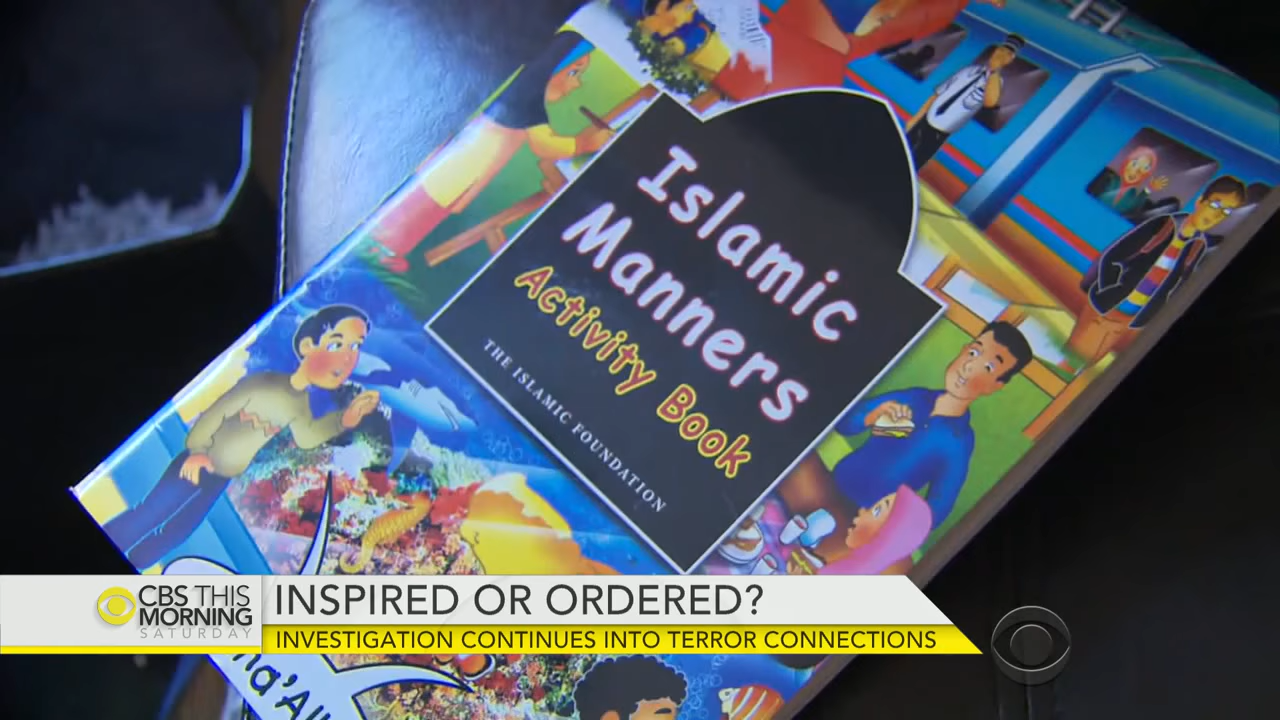 Islamic
Manners
Activity Book
THE ISLAMIC FOUNDATION
CBS THIS
MORNING
SATURDAY
INSPIRED OR ORDERED?
INVESTIGATION CONTINUES INTO TERROR CONNECTIONS